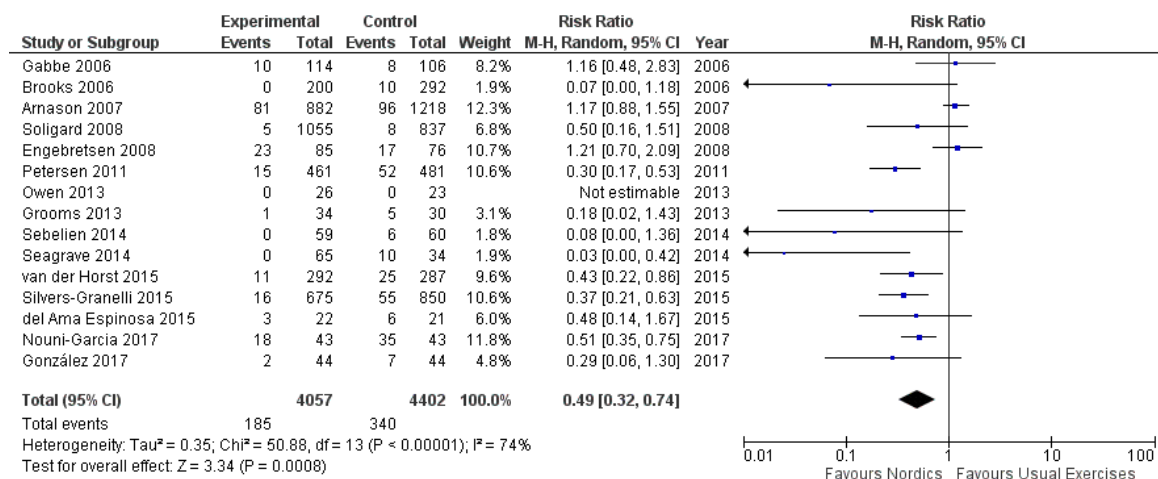 Experimental Control Risk Ratio Risk Ratio
Study or Subgroup Events Total Events Total Weight M-H, Random, 95% CI Year M-H, Random, 95% CI
Gabbe 2006 10 114 8 106 8.2% 1.16 [0.48, 2.83] 2006
Brooks 2006 0 200 10 292 1.9% 0.07 [0.00, 1.18] 2006
Arnason 2007 81 882 96 1218 12.3% 1.17 [0.88, 1.55] 2007
Soligard 2008 5 1055 8 837 6.8% 0.50 [0.16, 1.51] 2008
Engebretsen 2008 23 85 17 76 10.7% 1.21 [0.70, 2.09] 2008
Petersen 2011 15 461 52 481 10.6% 0.30 [0.17, 0.53] 2011
Owen 2013 0 26 0 23 Not estimable 2013
Grooms 2013 1 34 5 30 3.1% 0.18 [0.02, 1.43] 2013
Sebelien 2014 0 59 6 60 1.8% 0.08 [0.00, 1.36] 2014
Seagrave 2014 0 65 10 34 1.9% 0.03 [0.00, 0.42] 2014
van der Horst 2015 11 292 25 287 9.6% 0.43 [0.22, 0.86] 2015
Silvers-Granelli 2015 16 675 55 850 10.6% 0.37 [0.21, 0.63] 2015
del Ama Espinosa 2015 3 22 6 21 6.0% 0.48 [0.14, 1.67] 2015
Nouni-Garcia 2017 18 43 35 43 11.8% 0.51 [0.35, 0.75] 2017
González 2017 2 44 7 44 4.8% 0.29 [0.06, 1.30] 2017
Total (95% CI) 4057 4402 100.0% 0.49 [0.32, 0.74]
Total events 185 340
Heterogeneity: Tau² = 0.35; Chi² = 50.88, df = 13 (P < 0.00001); I² = 74%
Test for overall effect: Z = 3.34 (P = 0.0008)
0.01 0.1 1 10 100
Favours Nordics Favours Usual Exercises